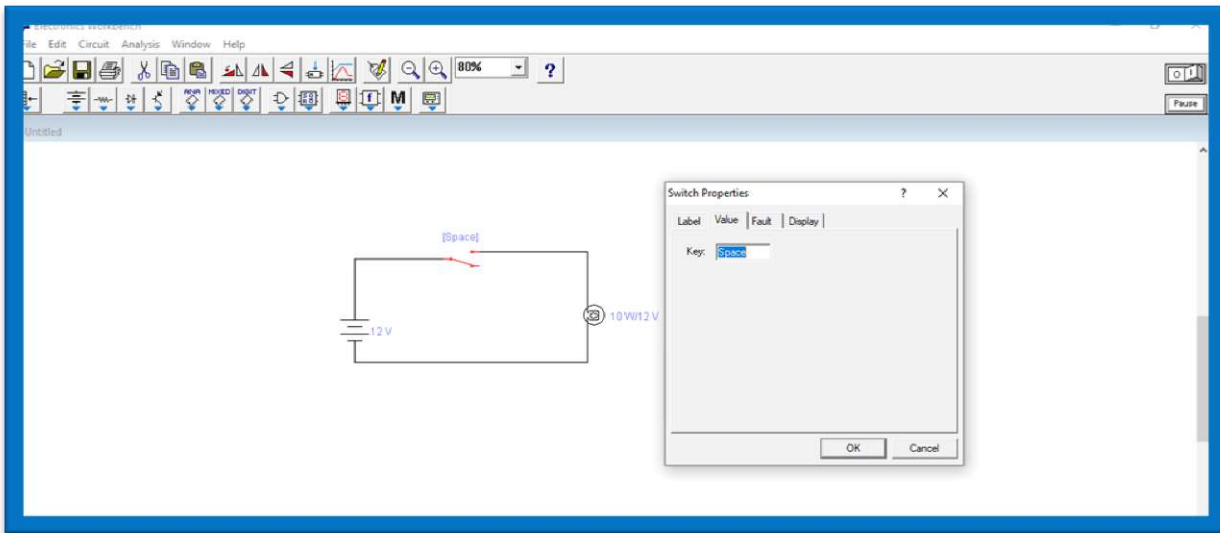 Electronics Workbench
File Edit Circuit Analysis Window Help
80% ?
ANA MIXED DIGIT M
Pause
Untitled
Switch Properties ? X
Label Value Fault Display
Key: Space
OK Cancel
[Space]
12 V
10 W/12 V